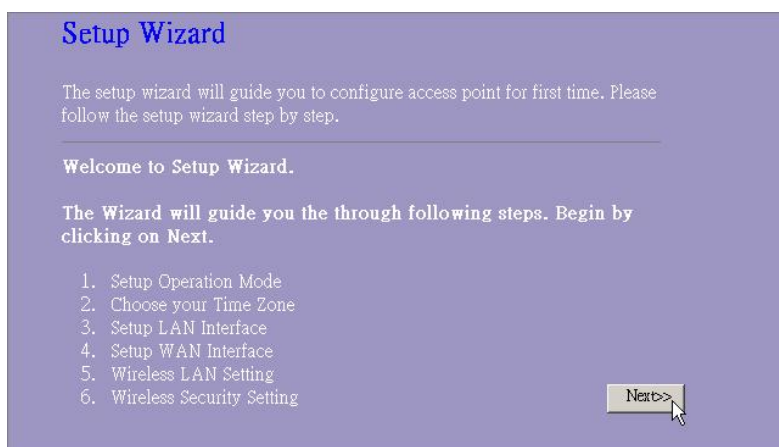 Setup Wizard
The setup wizard will guide you to configure access point for first time. Please
follow the setup wizard step by step.
Welcome to Setup Wizard.
The Wizard will guide you the through following steps. Begin by
clicking on Next.
1. Setup Operation Mode
2. Choose your Time Zone
3. Setup LAN Interface
4. Setup WAN Interface
5. Wireless LAN Setting
6. Wireless Security Setting
Next>>